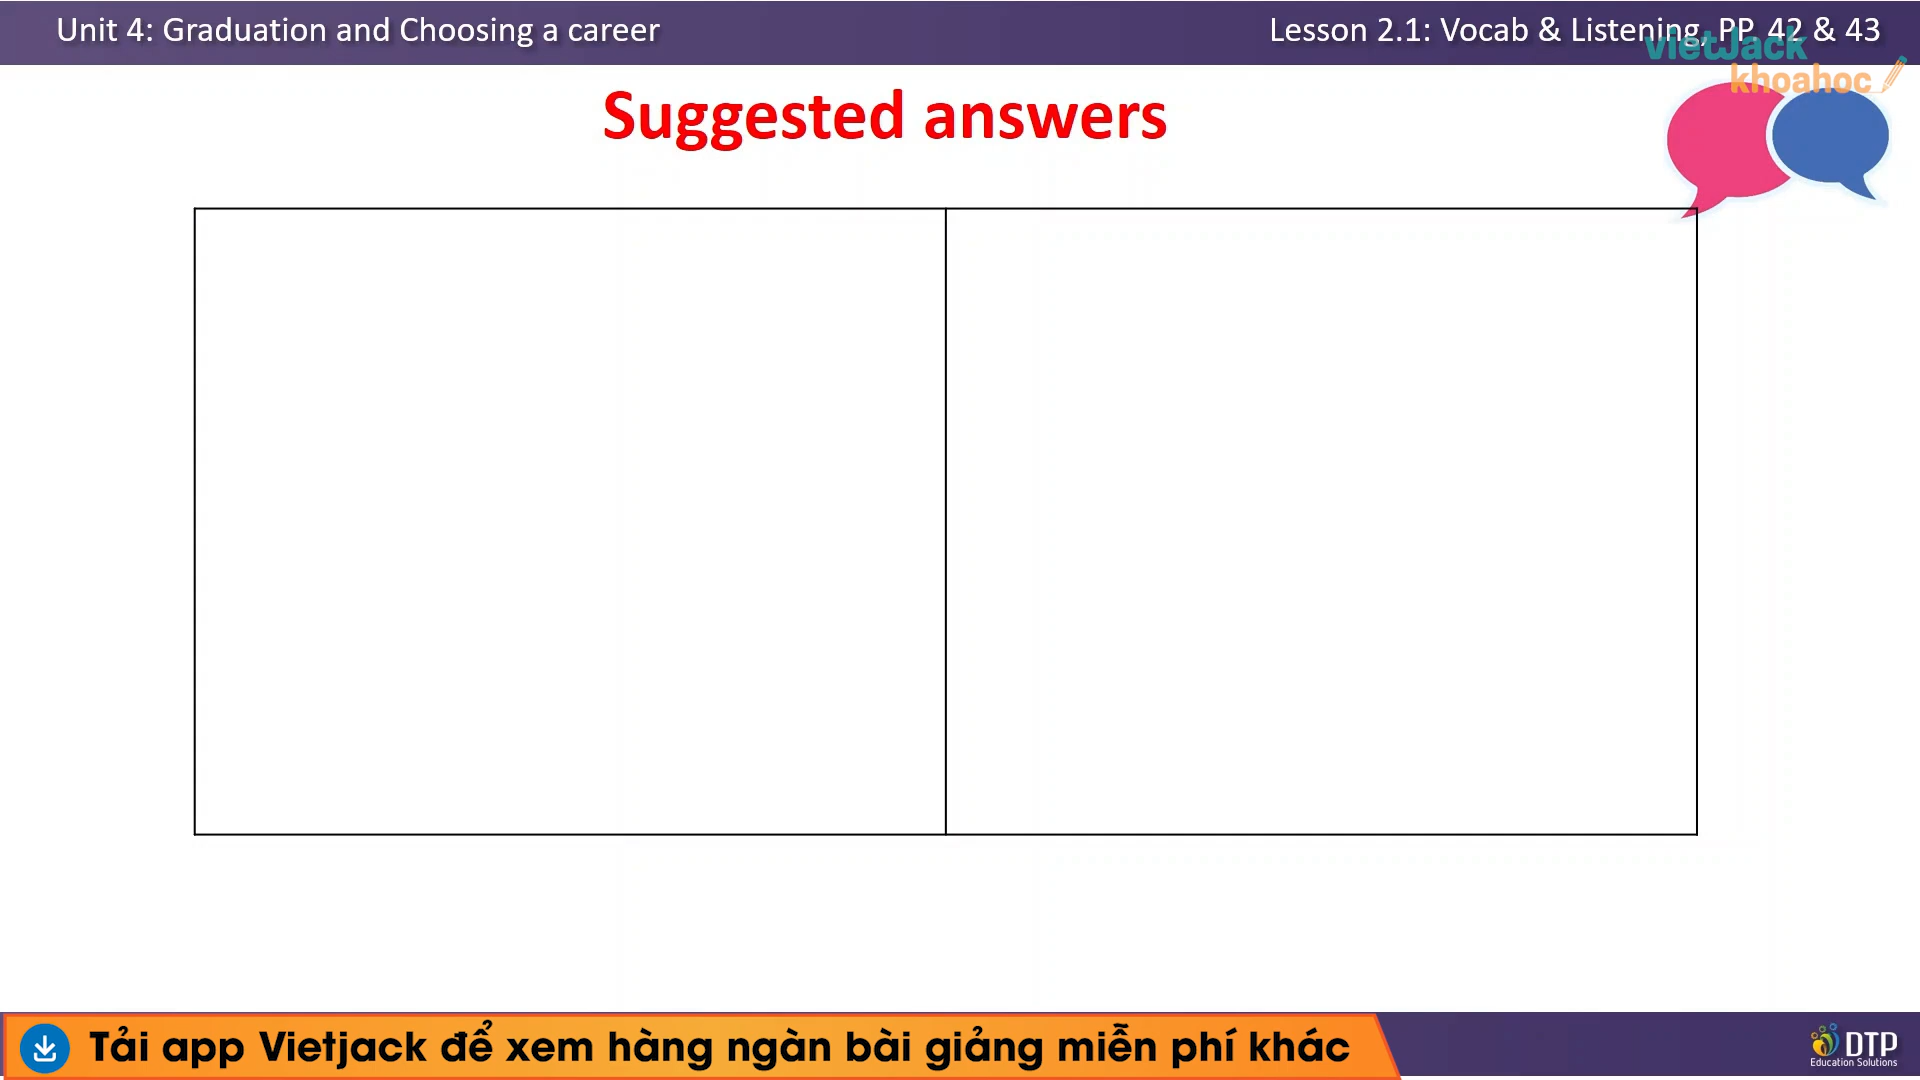 Unit 4: Graduation and Choosing a career
Lesson 2.1: Vocab & Listening, PP. 42 & 43
vietJack
khoahoc
Suggested answers
Tải app Vietjack để xem hàng ngàn bài giảng miễn phí khác
DTP
Education Solutions